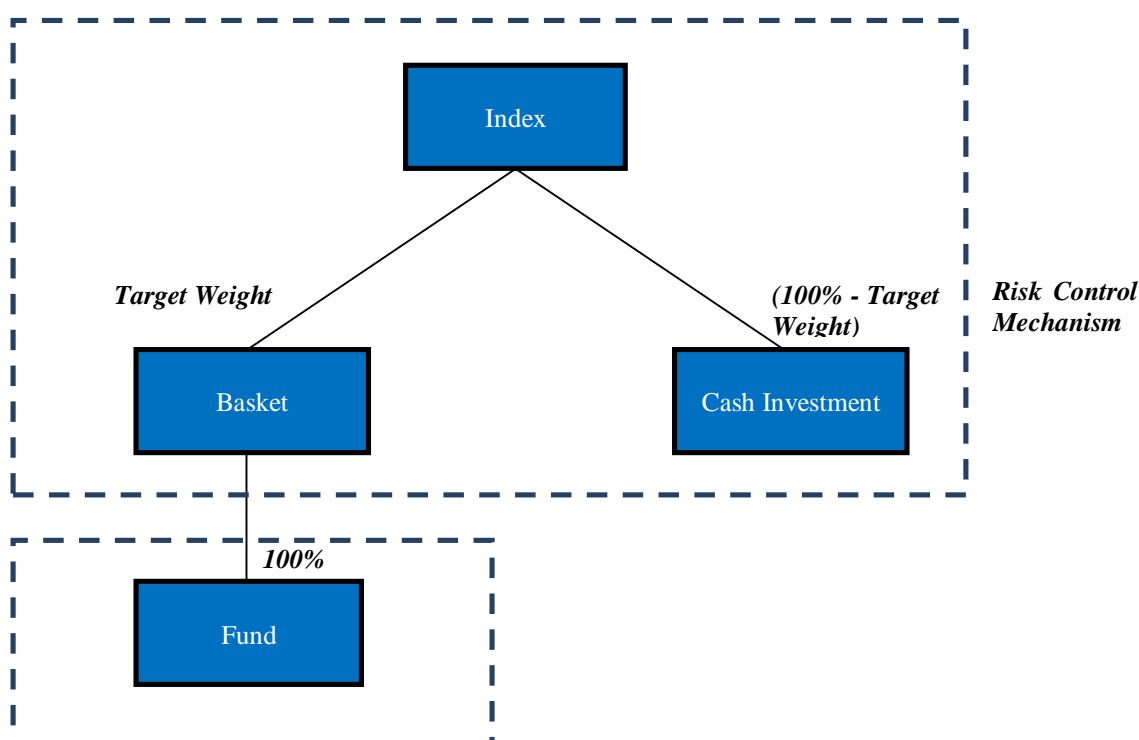 Index
Target Weight
(100% - Target
Weight)
Risk Control
Mechanism
Basket
Cash Investment
100%
Fund